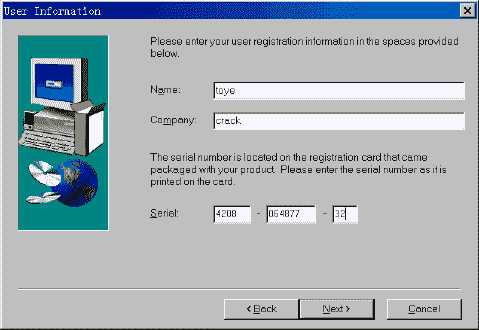 User Information
Please enter your user registration information in the spaces provided
below.
Name: toye
Company: crack
The serial number is located on the registration card that came
packaged with your product. Please enter the serial number as it is
printed on the card.
Serial: 4208 - 064877 - 32
< Back Next > Cancel